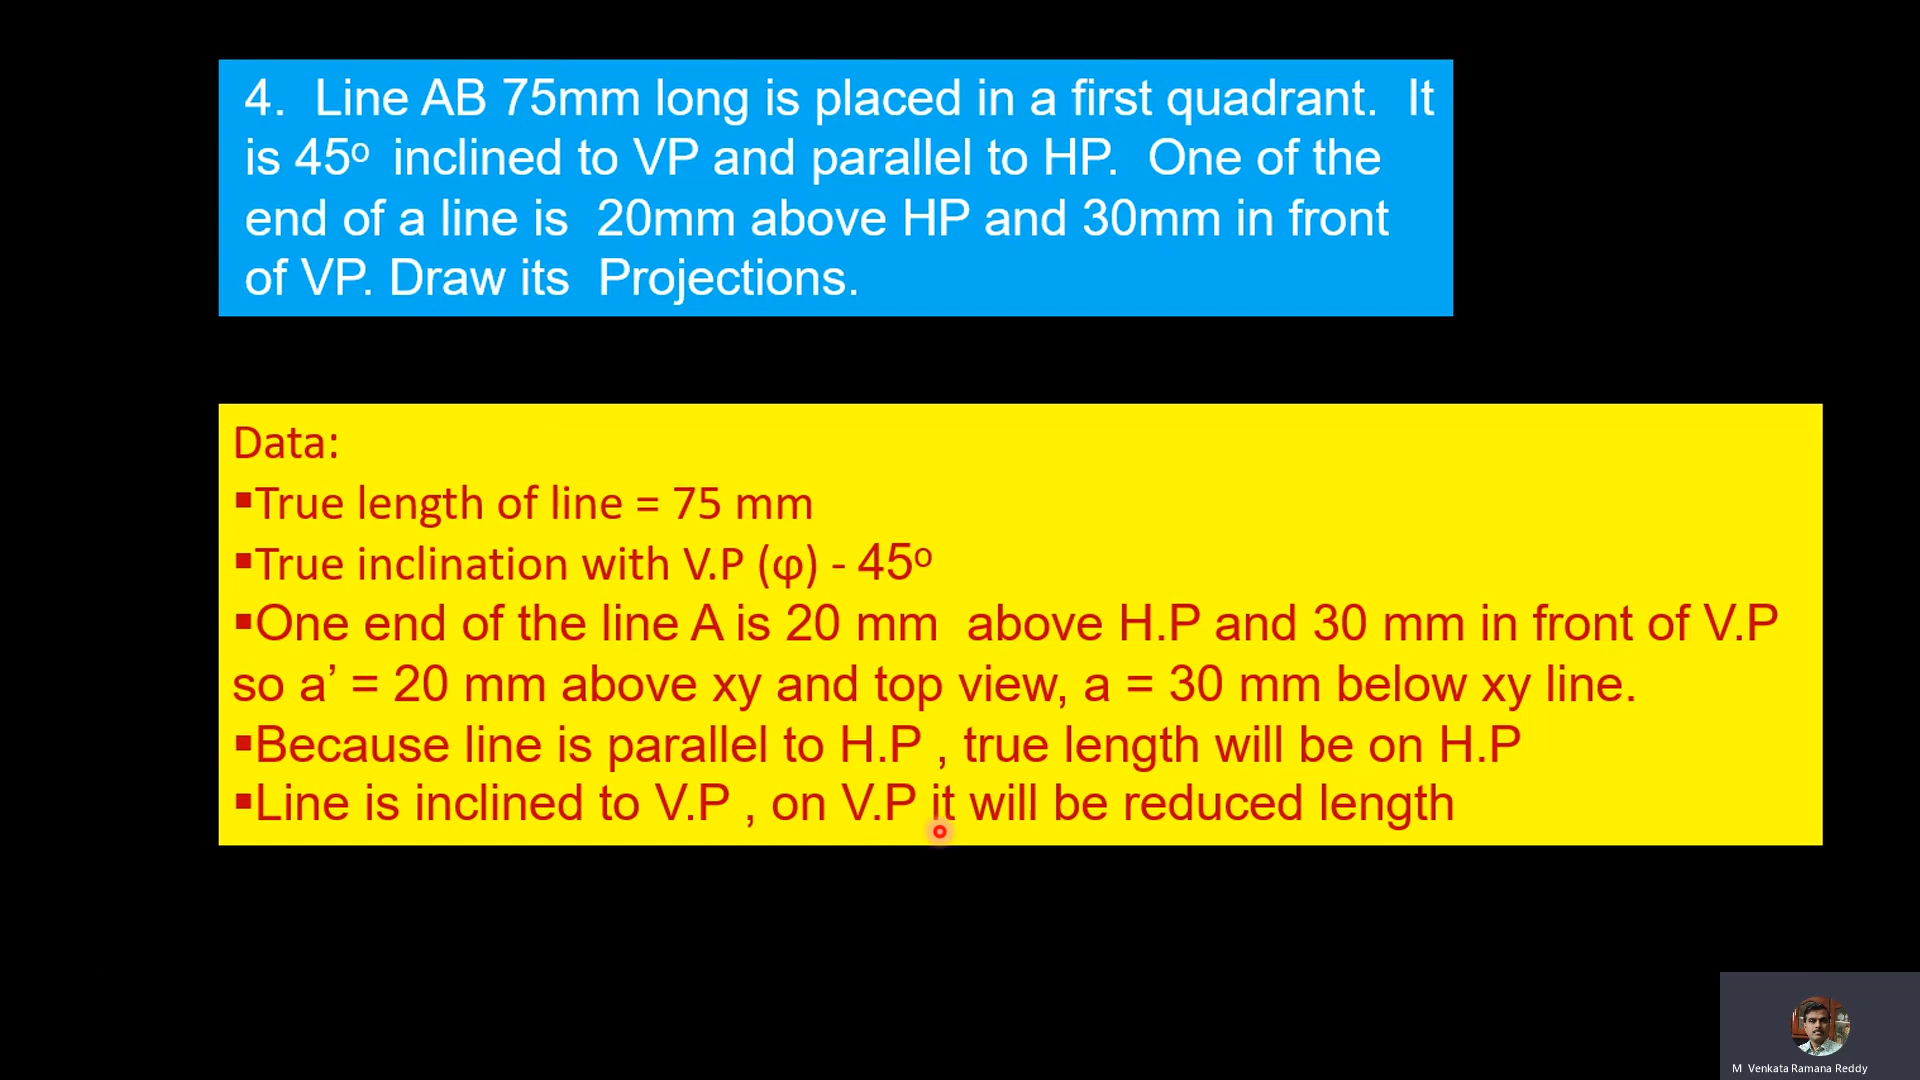 4. Line AB 75mm long is placed in a first quadrant. It
is 45º inclined to VP and parallel to HP. One of the
end of a line is 20mm above HP and 30mm in front
of VP. Draw its Projections.
Data:
▪True length of line = 75 mm
▪True inclination with V.P (φ) - 45º
▪One end of the line A is 20 mm above H.P and 30 mm in front of V.P
so a’ = 20 mm above xy and top view, a = 30 mm below xy line.
▪Because line is parallel to H.P , true length will be on H.P
▪Line is inclined to V.P , on V.P it will be reduced length
M Venkata Ramana Reddy